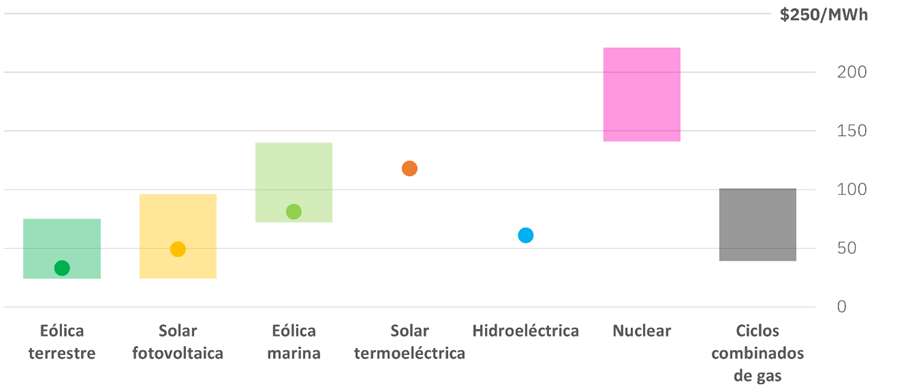 $250/MWh
200
150
100
50
0
Eólica
terrestre
Solar
fotovoltaica
Eólica
marina
Solar
termoeléctrica
Hidroeléctrica
Nuclear
Ciclos
combinados
de gas